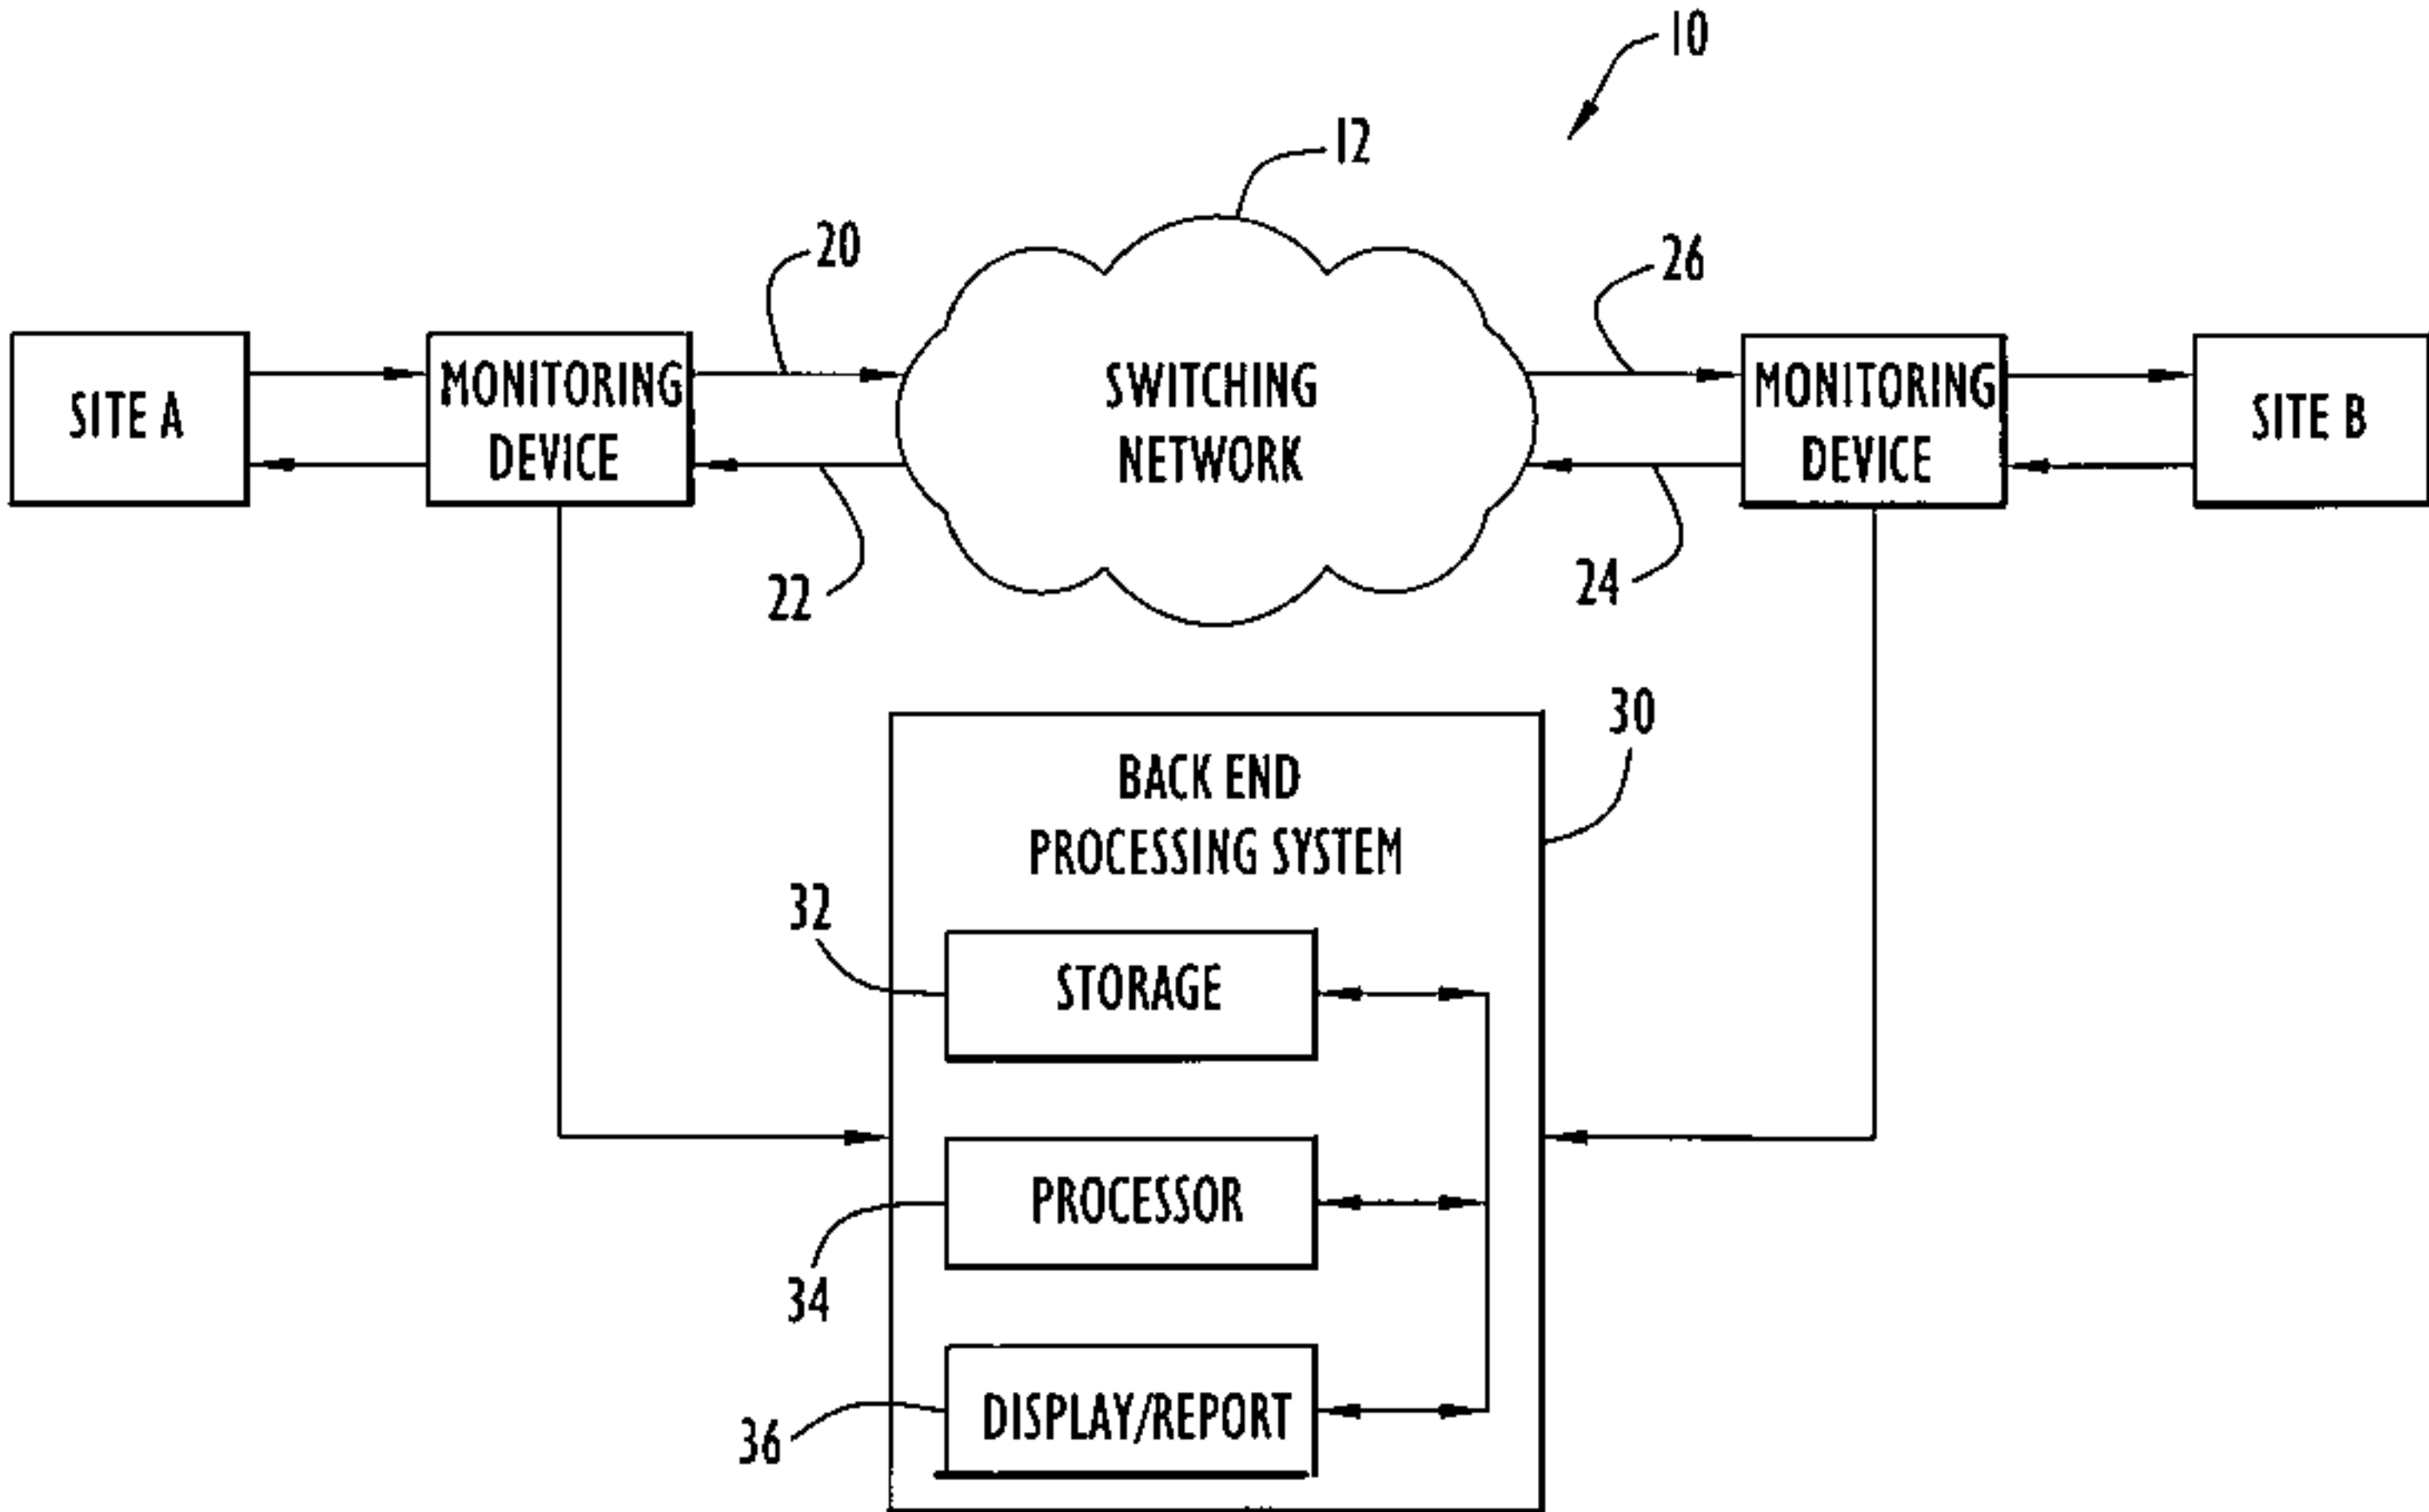 10
12
20
26
SITE A
MONITORING
DEVICE
SWITCHING
NETWORK
MONITORING
DEVICE
SITE B
22
24
30
BACK END
PROCESSING SYSTEM
32
STORAGE
PROCESSOR
34
DISPLAY/REPORT
36